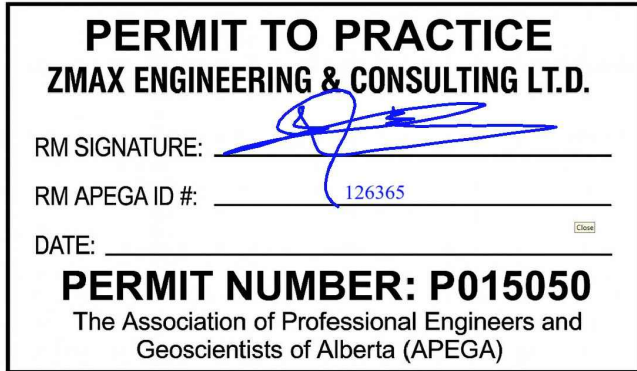 PERMIT TO PRACTICE
ZMAX ENGINEERING & CONSULTING LT.D.
RM SIGNATURE:
RM APEGA ID #: 126365
Close
DATE:
PERMIT NUMBER: P015050
The Association of Professional Engineers and
Geoscientists of Alberta (APEGA)